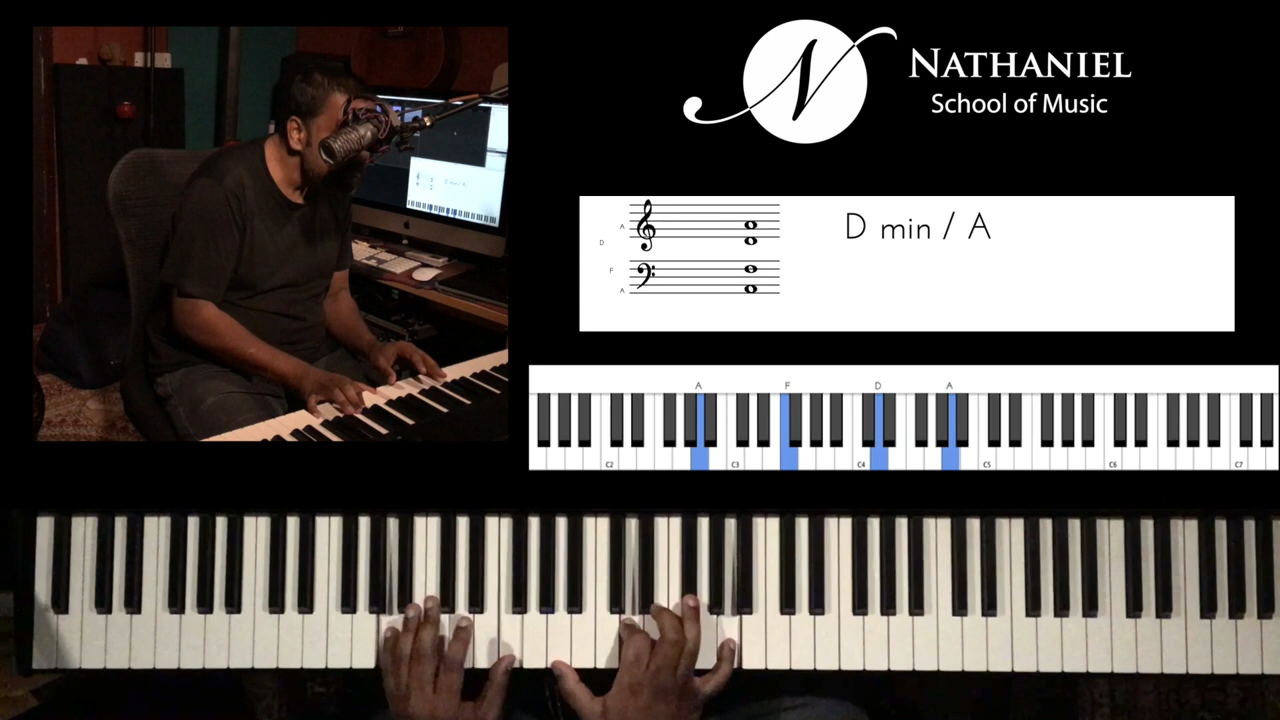 N
NATHANIEL
School of Music
D min / A
A
D
F
A
A F D A
C2 C3 C4 C5 C6 C7